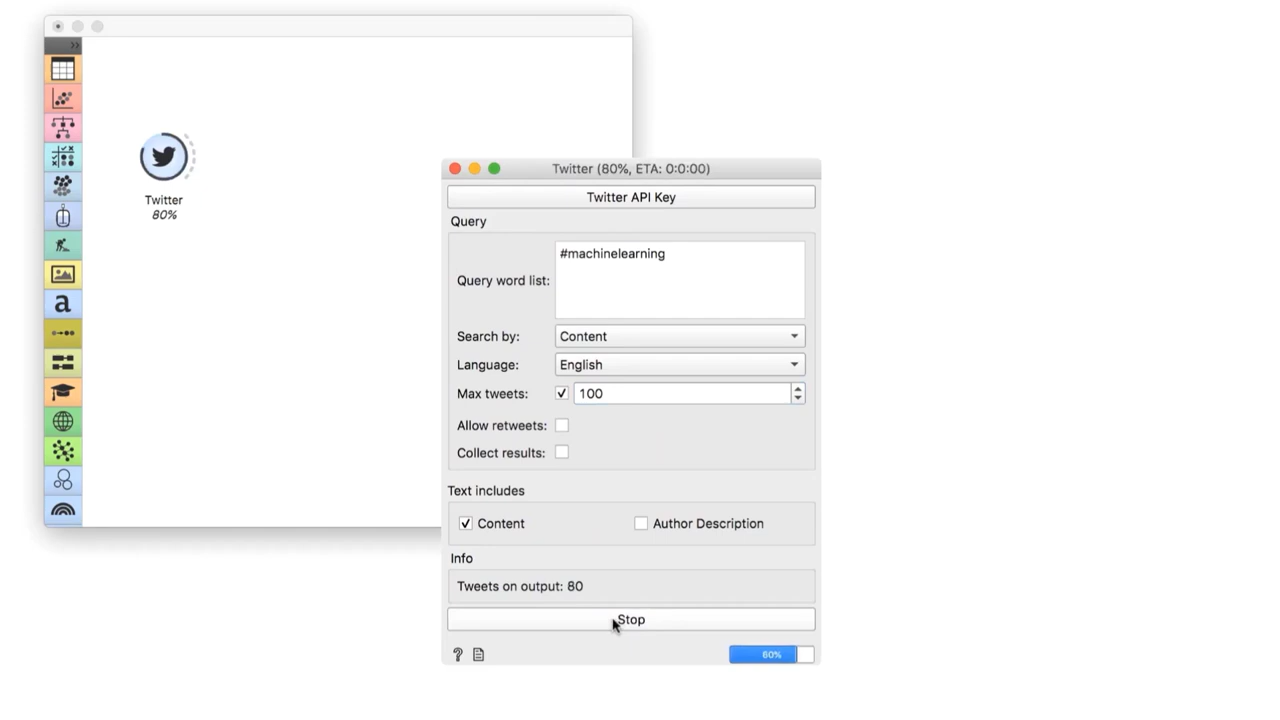 Twitter
80%
Twitter (80%, ETA: 0:0:00)
Twitter API Key
Query
Query word list:
#machinelearning
Search by:
Content
Language:
English
Max tweets:
100
Allow retweets:
Collect results:
Text includes
Content
Author Description
Info
Tweets on output: 80
Stop
?
60%
a